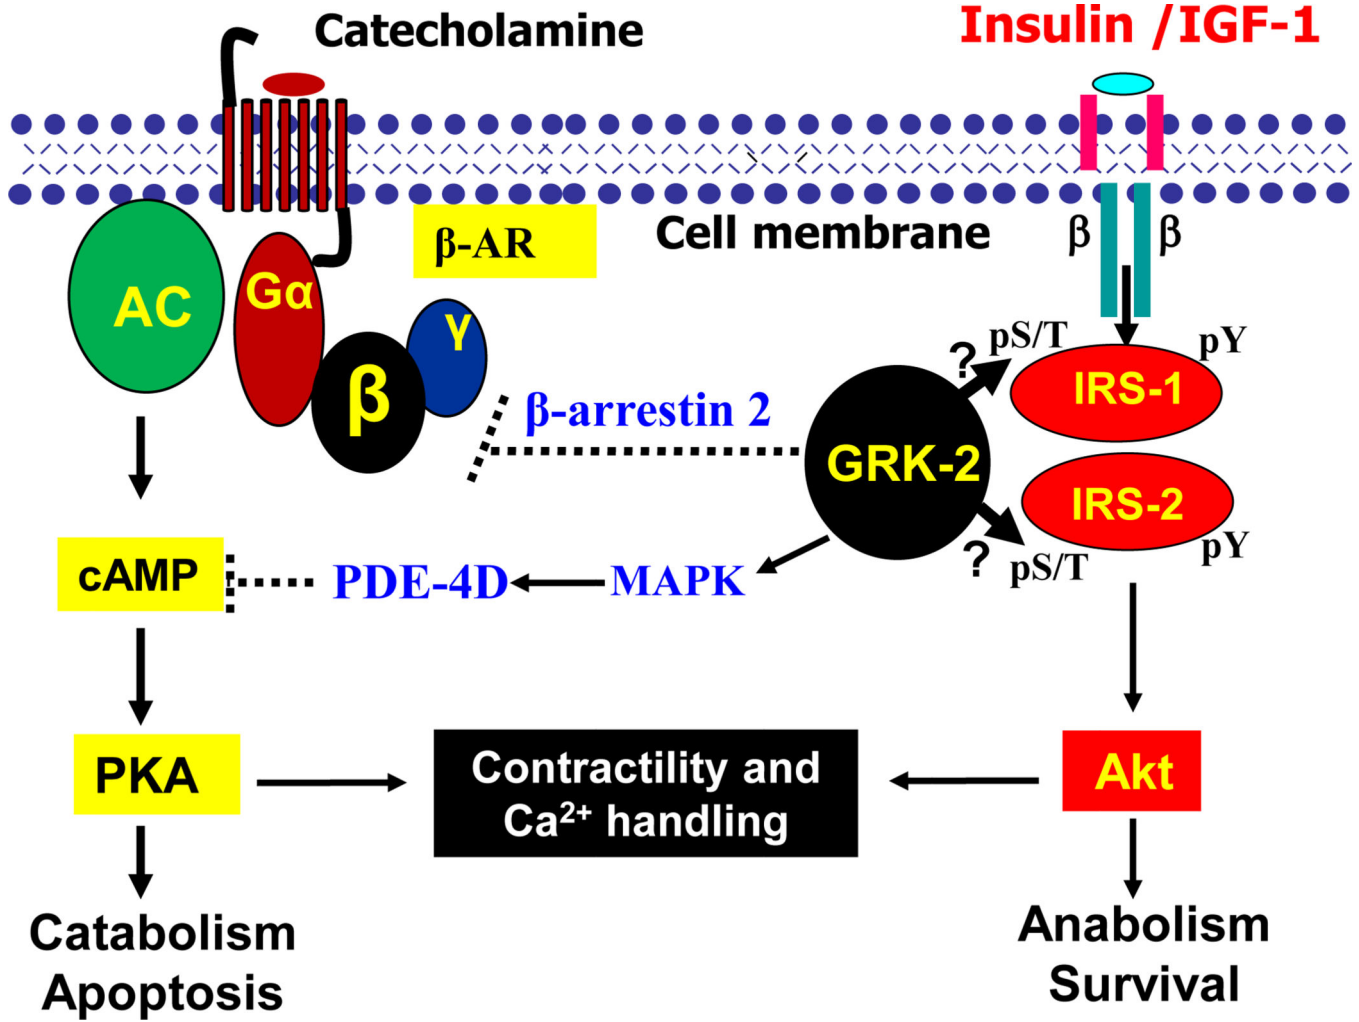 Catecholamine
Insulin /IGF-1
β-AR
Cell membrane
β
β
AC
Gα
β
γ
β-arrestin 2
GRK-2
?
pS/T
pY
IRS-1
IRS-2
?
pS/T
pY
cAMP
PDE-4D
MAPK
PKA
Contractility and
Ca²⁺ handling
Akt
Catabolism
Apoptosis
Anabolism
Survival